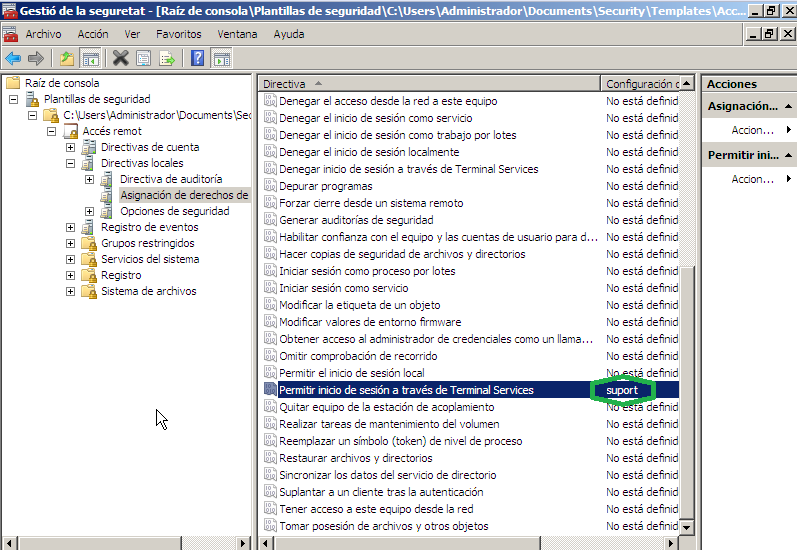 Gestió de la seguretat - [Raíz de consola\Plantillas de seguridad\C:\Users\Administrador\Documents\Security\Templates\Acc...
Archivo Acción Ver Favoritos Ventana Ayuda
Raíz de consola
Plantillas de seguridad
C:\Users\Administrador\Documents\Sec
Accés remot
Directivas de cuenta
Directivas locales
Directiva de auditoría
Asignación de derechos de
Opciones de seguridad
Registro de eventos
Grupos restringidos
Servicios del sistema
Registro
Sistema de archivos
Directiva Configuración c
Denegar el acceso desde la red a este equipo No está definid
Denegar el inicio de sesión como servicio No está definid
Denegar el inicio de sesión como trabajo por lotes No está definid
Denegar el inicio de sesión localmente No está definid
Denegar inicio de sesión a través de Terminal Services No está definid
Depurar programas No está definid
Forzar cierre desde un sistema remoto No está definid
Generar auditorías de seguridad No está definid
Habilitar confianza con el equipo y las cuentas de usuario para d... No está definid
Hacer copias de seguridad de archivos y directorios No está definid
Iniciar sesión como proceso por lotes No está definid
Iniciar sesión como servicio No está definid
Modificar la etiqueta de un objeto No está definid
Modificar valores de entorno firmware No está definid
Obtener acceso al administrador de credenciales como un llama... No está definid
Omitir comprobación de recorrido No está definid
Permitir el inicio de sesión local No está definid
Permitir inicio de sesión a través de Terminal Services suport
Quitar equipo de la estación de acoplamiento No está definid
Realizar tareas de mantenimiento del volumen No está definid
Reemplazar un símbolo (token) de nivel de proceso No está definid
Restaurar archivos y directorios No está definid
Sincronizar los datos del servicio de directorio No está definid
Suplantar a un cliente tras la autenticación No está definid
Tener acceso a este equipo desde la red No está definid
Tomar posesión de archivos y otros objetos No está definid
Acciones
Asignación...
Accion...
Permitir ini...
Accion...